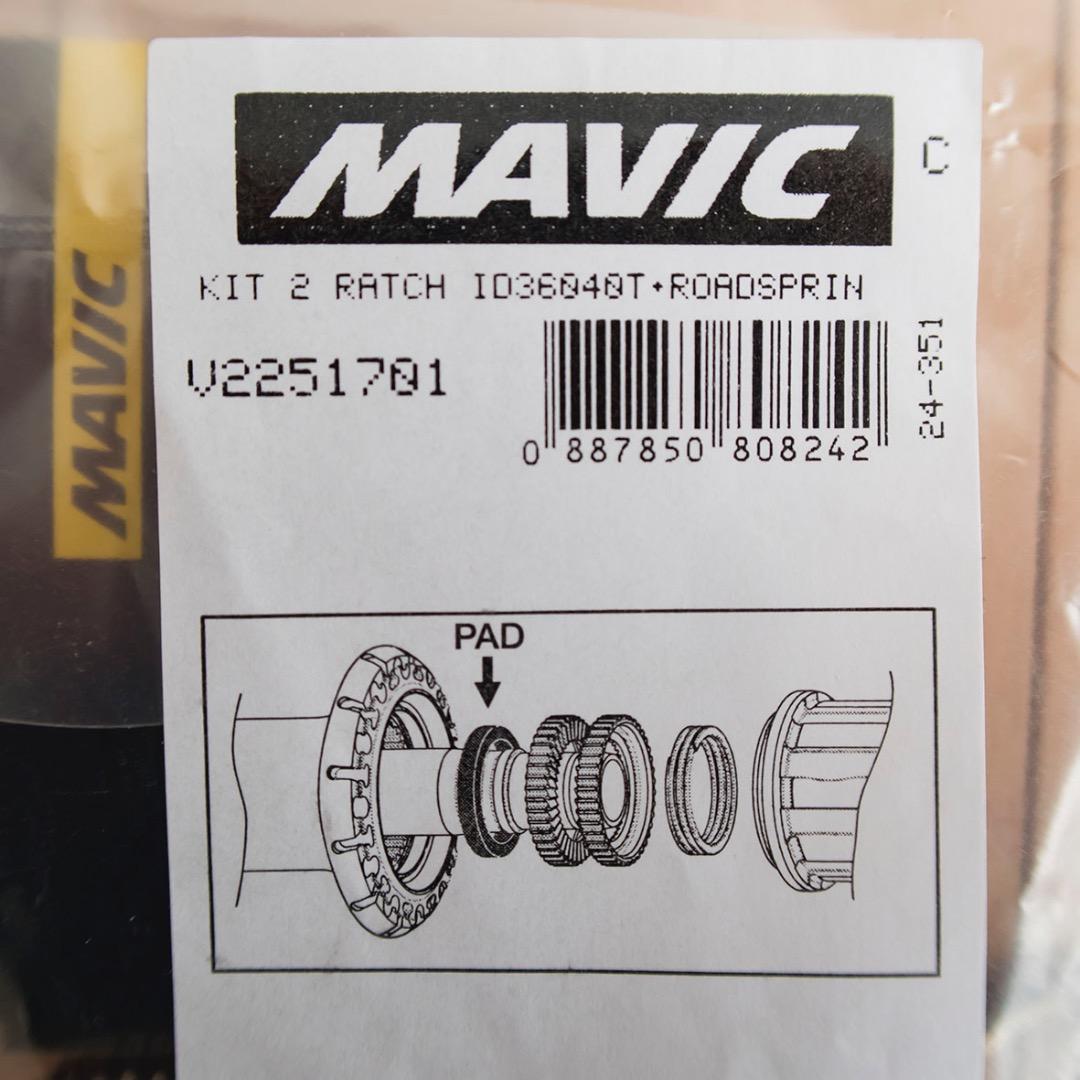 MAVIC
MAVIC
C
KIT 2 RATCH ID36040T+ROADSPRIN
V2251701
0 887850 808242
24-351
PAD